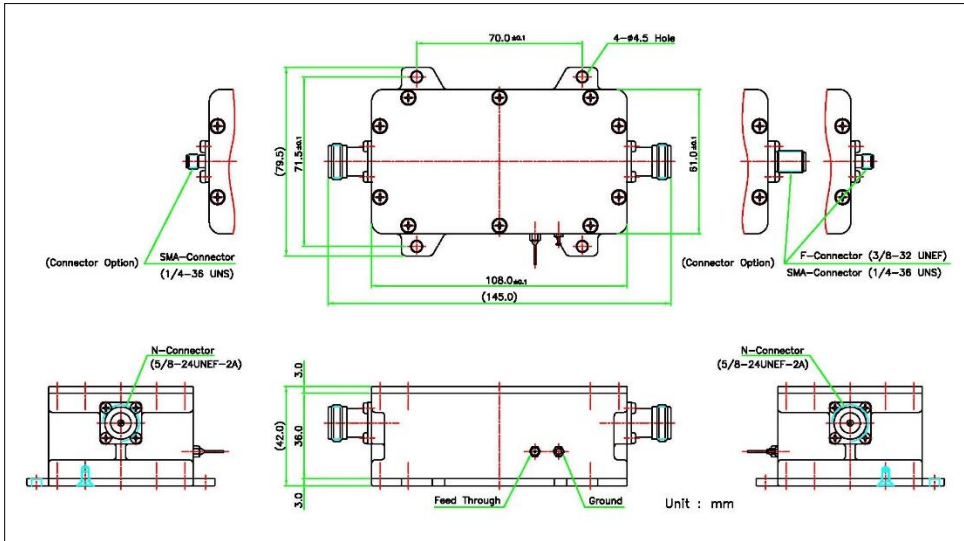 70.0±0.1
4-ø4.5 Hole
(79.5)
71.5±0.1
61.0±0.1
(Connector Option)
SMA-Connector
(1/4-36 UNS)
(Connector Option)
F-Connector (3/8-32 UNEF)
SMA-Connector (1/4-36 UNS)
108.0±0.1
(145.0)
N-Connector
(5/8-24UNEF-2A)
3.0
(42.0)
36.0
3.0
N-Connector
(5/8-24UNEF-2A)
Feed Through
Ground
Unit : mm